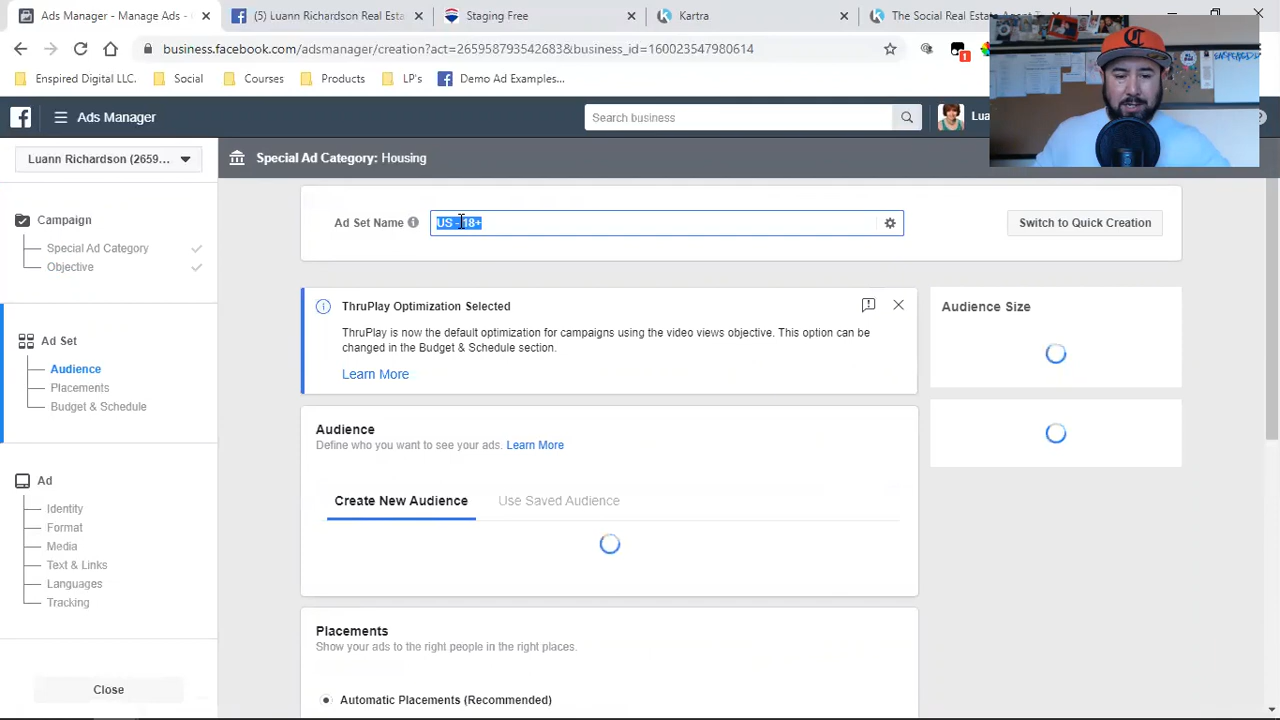 Ads Manager - Manage Ads -
(5) Luann Richardson Real Esta
Staging Free
Kartra
The Social Real Estate Agent T
business.facebook.com/adsmanager/creation?act=265958793542683&business_id=160023547980614
Enspired Digital LLC.
Social
Courses
Products
LP's
Demo Ad Examples...
Ads Manager
Search business
Lua
Luann Richardson (2659...
Special Ad Category: Housing
Campaign
Special Ad Category
Objective
Ad Set
Audience
Placements
Budget & Schedule
Ad
Identity
Format
Media
Text & Links
Languages
Tracking
Close
Ad Set Name
US - 18+
Switch to Quick Creation
ThruPlay Optimization Selected
ThruPlay is now the default optimization for campaigns using the video views objective. This option can be
changed in the Budget & Schedule section.
Learn More
Audience Size
Audience
Define who you want to see your ads. Learn More
Create New Audience
Use Saved Audience
Placements
Show your ads to the right people in the right places.
Automatic Placements (Recommended)